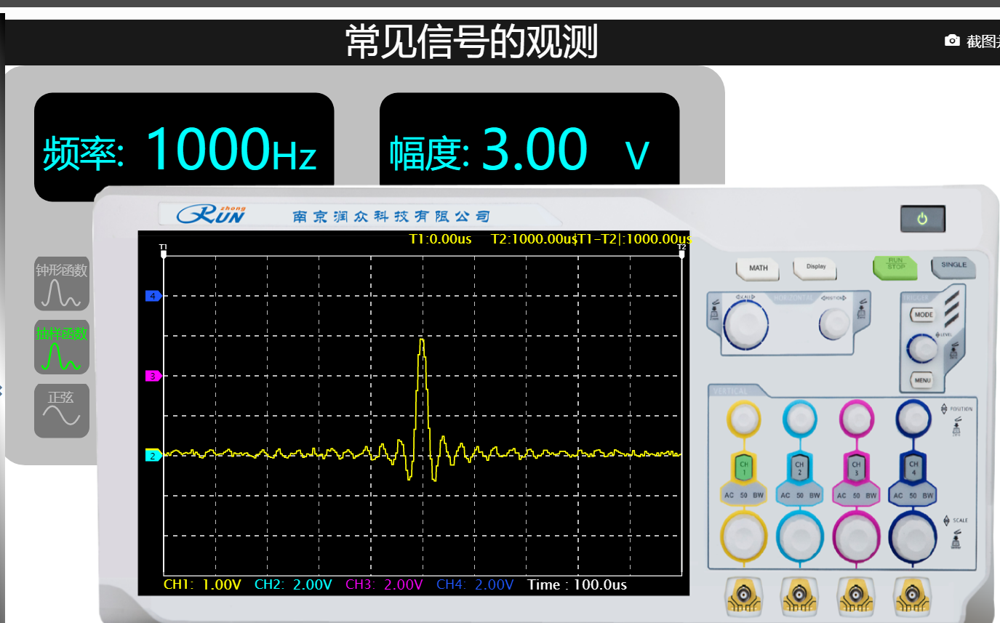 常见信号的观测
截图
频率: 1000Hz
幅度: 3.00 V
zhong
RUN
南京润众科技有限公司
T1:0.00us T2:1000.00us |T1-T2|:1000.00us
T1
T2
钟形函数
抽样函数
正弦
4
3
2
CH1: 1.00V CH2: 2.00V CH3: 2.00V CH4: 2.00V Time : 100.0us
MATH
Display
RUN
STOP
SINGLE
SCALE
HORIZONTAL
POSITION
TRIGGER
MODE
LEVEL
MENU
VERTICAL
POSITION
CH
1
CH
2
CH
3
CH
4
AC 50 BW
AC 50 BW
AC 50 BW
AC 50 BW
SCALE